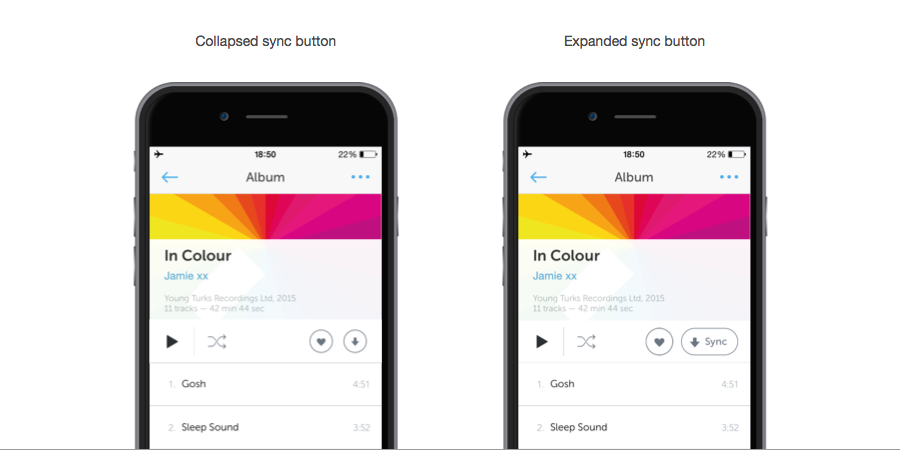 Collapsed sync button
Expanded sync button
18:50
22%
Album
In Colour
Jamie xx
Young Turks Recordings Ltd, 2015
11 tracks — 42 min 44 sec
1. Gosh 4:51
2. Sleep Sound 3:52
18:50
22%
Album
In Colour
Jamie xx
Young Turks Recordings Ltd, 2015
11 tracks — 42 min 44 sec
Sync
1. Gosh 4:51
2. Sleep Sound 3:52